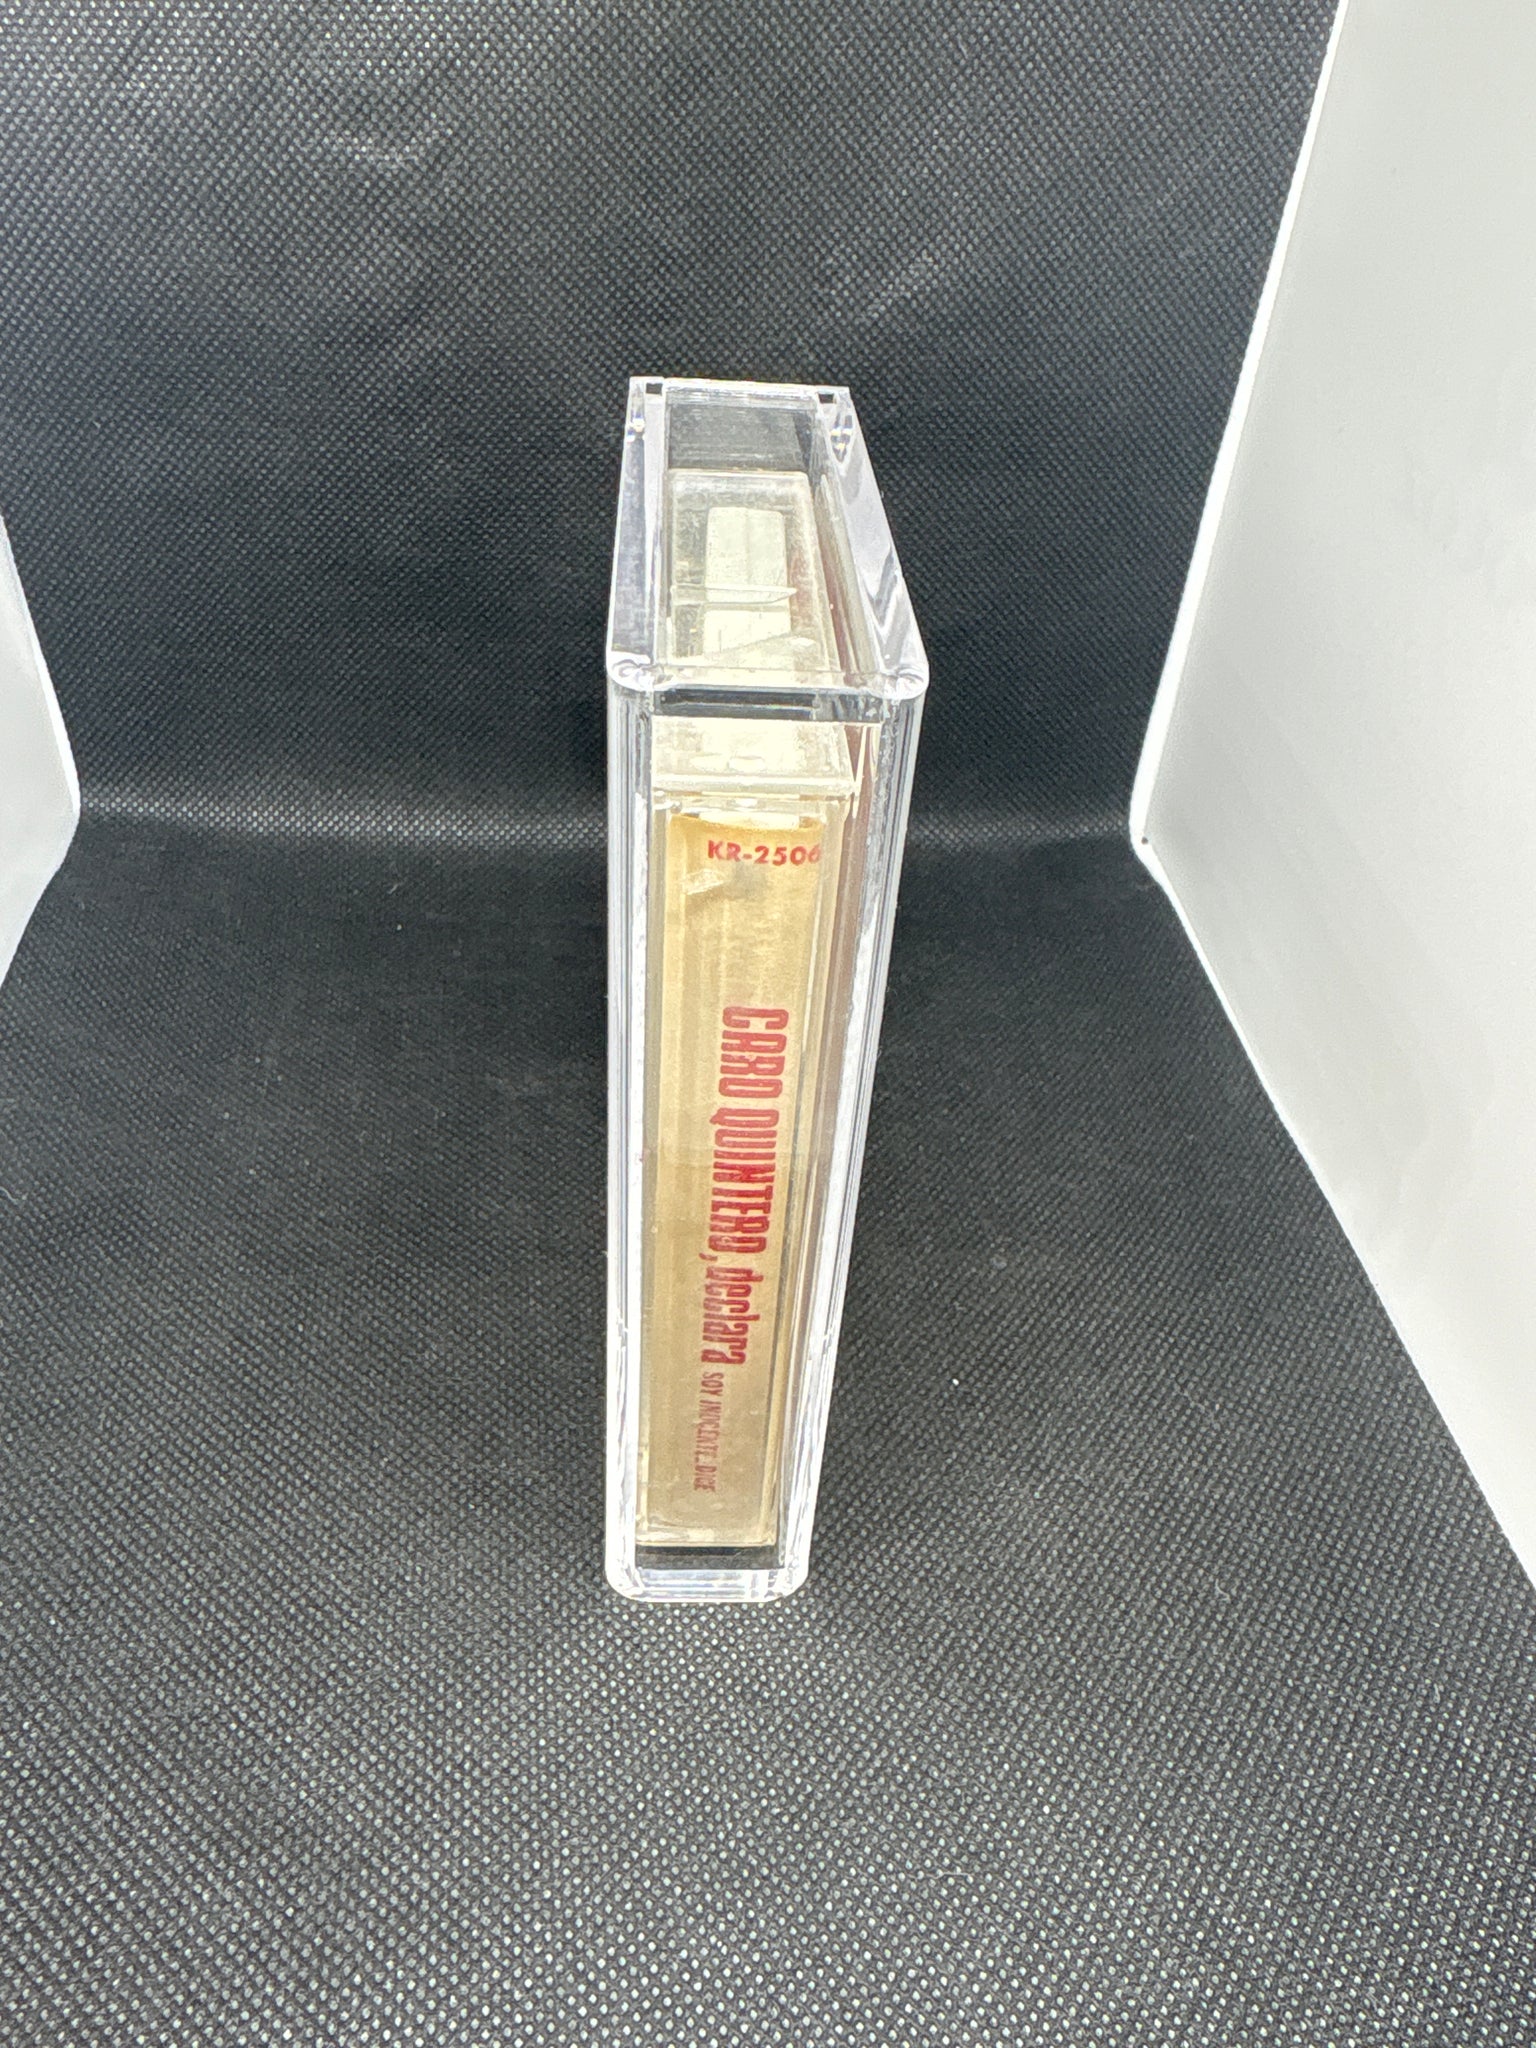 KR-2506
CARO QUINTERO, declara SOY INOCENTE..DICE